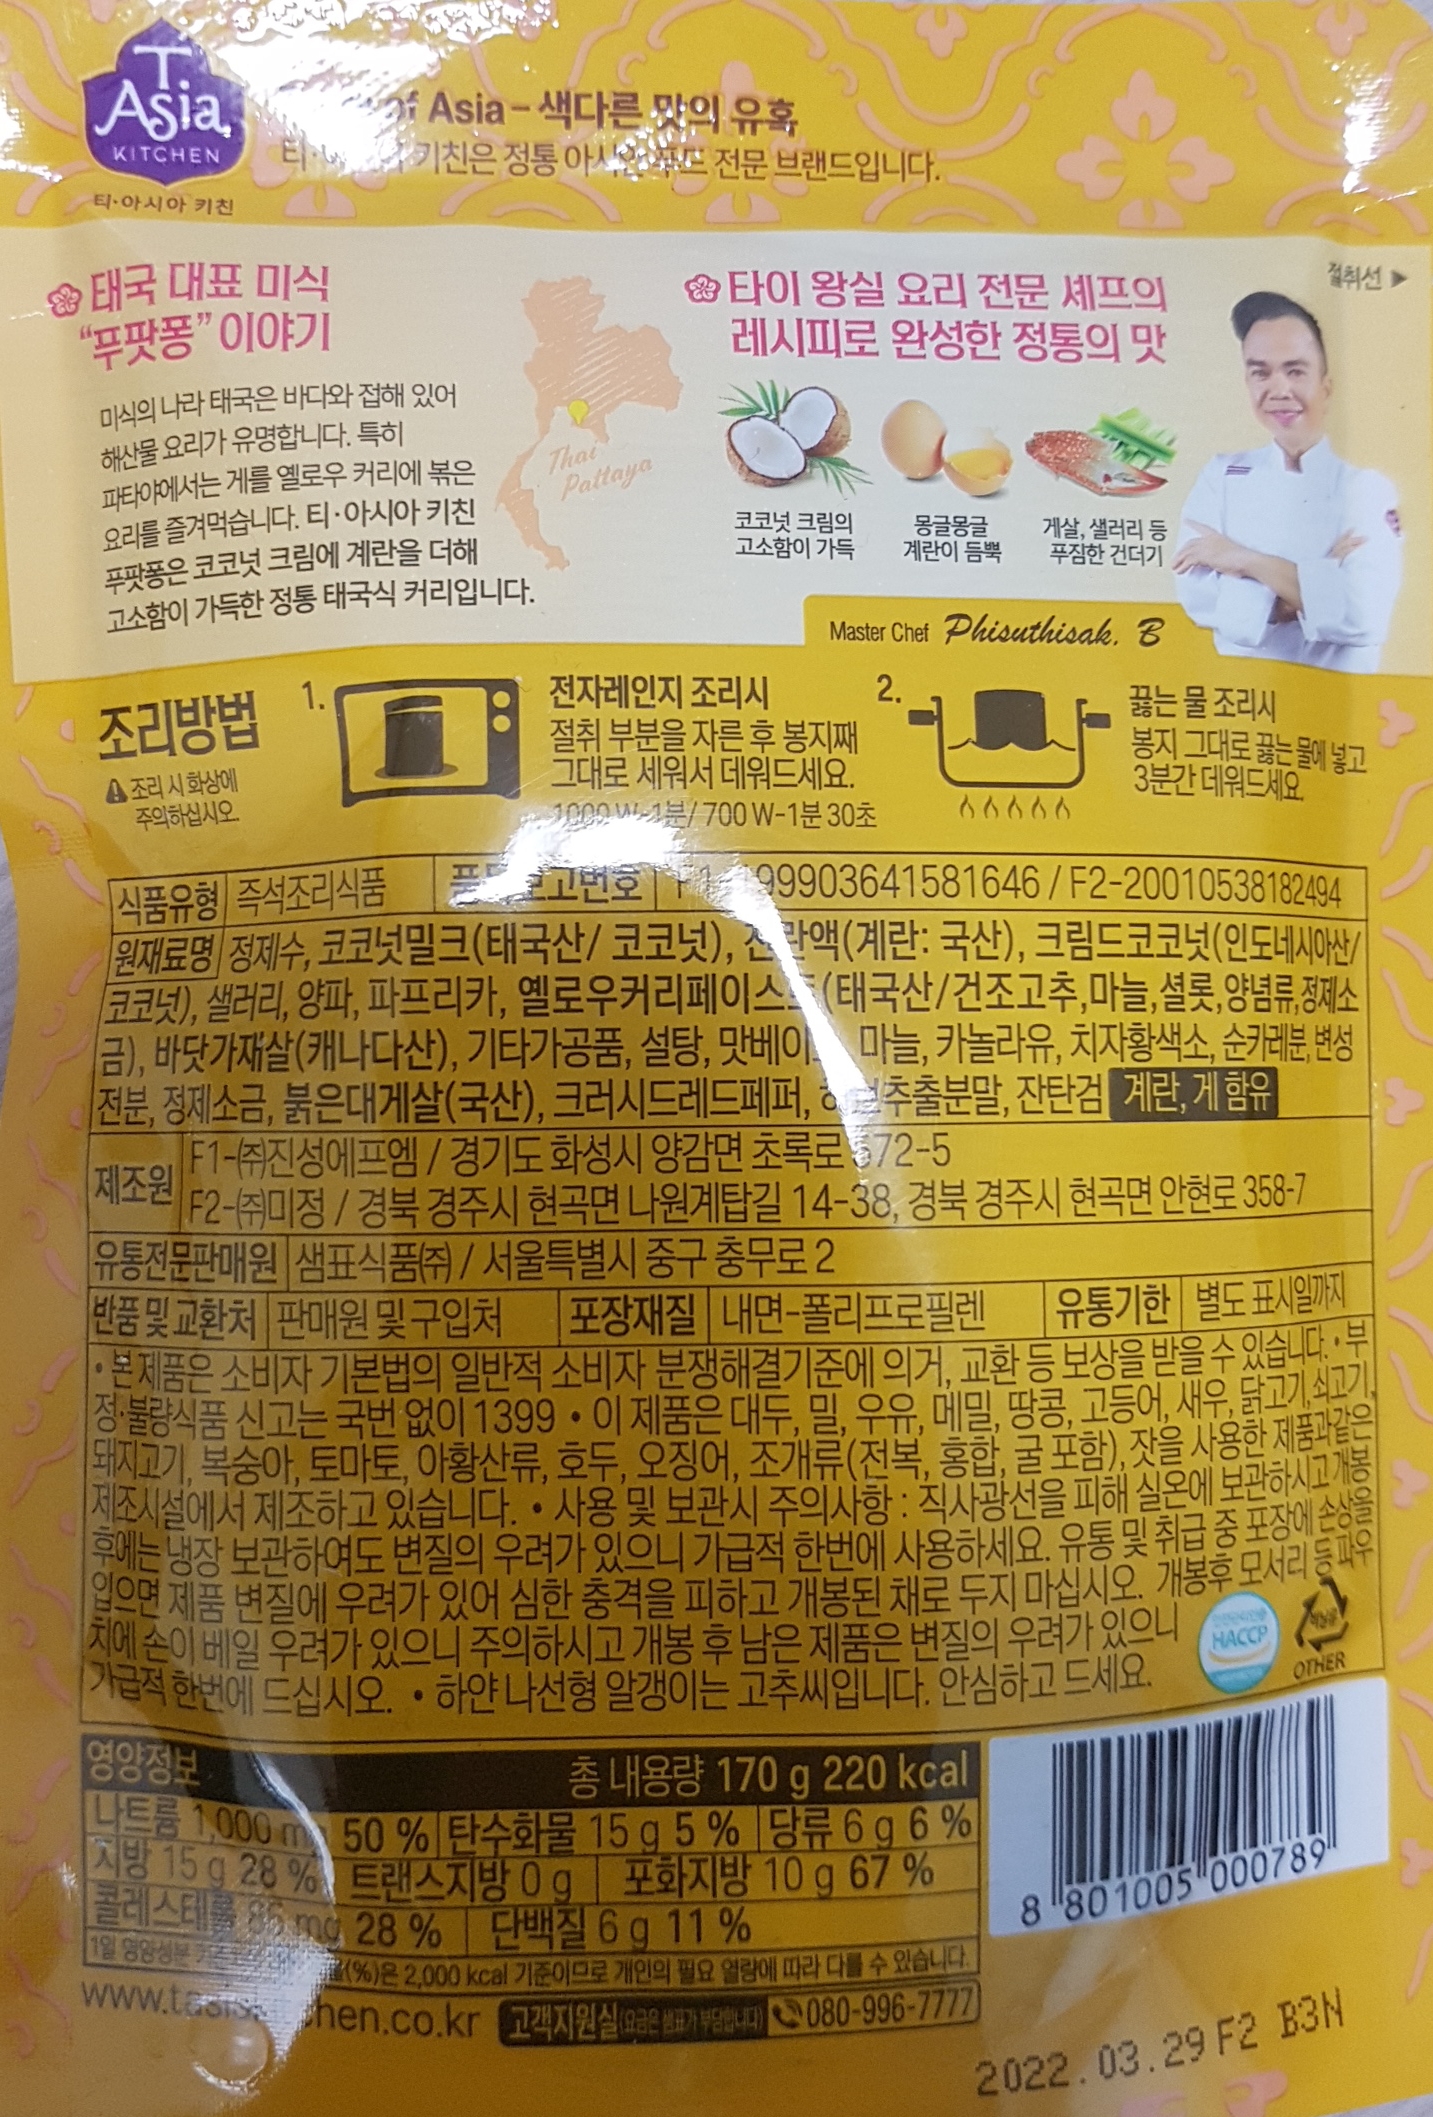 T Asia
KITCHEN
티·아시아 키친
of Asia - 색다른 맛의 유혹
키친은 정통 전문 브랜드입니다.
태국 대표 미식
“푸팟퐁” 이야기
미식의 나라 태국은 바다와 접해 있어
해산물 요리가 유명합니다. 특히
파타야에서는 게를 옐로우 커리에 볶은
요리를 즐겨먹습니다. 티·아시아 키친
푸팟퐁은 코코넛 크림에 계란을 더해
고소함이 가득한 정통 태국식 커리입니다.
Thai
Pattaya
타이 왕실 요리 전문 셰프의
레시피로 완성한 정통의 맛
절취선 ▶
코코넛 크림의
고소함이 가득
몽글몽글
계란이 듬뿍
게살, 샐러리 등
푸짐한 건더기
Master Chef Phisuthisak. B
조리방법
조리 시 화상에
주의하십시오.
1.
전자레인지 조리시
절취 부분을 자른 후 봉지째
그대로 세워서 데워드세요.
1000 W-1분/ 700 W-1분 30초
2.
끓는 물 조리시
봉지 그대로 끓는 물에 넣고
3분간 데워드세요.
식품유형 즉석조리식품 품목보고번호 99903641581646 / F2-20010538182494
원재료명 정제수, 코코넛밀크(태국산/ 코코넛), 전란액(계란: 국산), 크림드코코넛(인도네시아산/
코코넛), 샐러리, 양파, 파프리카, 옐로우커리페이스트(태국산/건조고추,마늘,셜롯,양념류,정제소
금), 바닷가재살(캐나다산), 기타가공품, 설탕, 마늘, 카놀라유, 치자황색소, 순카레분, 변성
전분, 정제소금, 붉은대게살(국산), 크러시드레드페퍼, 잔탄검 계란, 게 함유
제조원
F1-㈜진성에프엠 / 경기도 화성시 양감면 초록로 572-5
F2-㈜미정 / 경북 경주시 현곡면 나원계탑길 14-38, 경북 경주시 현곡면 안현로 358-7
유통전문판매원 샘표식품㈜ / 서울특별시 중구 충무로 2
반품 및 교환처 판매원 및 구입처 포장재질 내면-폴리프로필렌 유통기한 별도 표시일까지
• 본 제품은 소비자 기본법의 일반적 소비자 분쟁해결기준에 의거, 교환 등 보상을 받을 수 있습니다. • 부
정·불량식품 신고는 국번 없이 1399 • 이 제품은 대두, 밀, 우유, 메밀, 땅콩, 고등어, 새우, 닭고기, 쇠고기,
돼지고기, 복숭아, 토마토, 아황산류, 호두, 오징어, 조개류(전복, 홍합, 굴 포함), 잣을 사용한 제품과 같은
제조시설에서 제조하고 있습니다. • 사용 및 보관시 주의사항 : 직사광선을 피해 실온에 보관하시고 개봉
후에는 냉장 보관하여도 변질의 우려가 있으니 가급적 한번에 사용하세요. 유통 및 취급 중 포장에 손상을
입으면 제품 변질에 우려가 있어 심한 충격을 피하고 개봉된 채로 두지 마십시오. 개봉후 모서리 등 파우
치에 손이 베일 우려가 있으니 주의하시고 개봉 후 남은 제품은 변질의 우려가 있으니
가급적 한번에 드십시오. • 하얀 나선형 알갱이는 고추씨입니다. 안심하고 드세요.
HACCP
비닐류
OTHER
영양정보 총 내용량 170 g 220 kcal
나트륨 1,000 mg 50 % 탄수화물 15 g 5 % 당류 6 g 6 %
지방 15 g 28 % 트랜스지방 0 g 포화지방 10 g 67 %
콜레스테롤 85 mg 28 % 단백질 6 g 11 %
1일 영양성분 (%)은 2,000 kcal 기준이므로 개인의 필요 열량에 따라 다를 수 있습니다.
hen.co.kr 고객지원실(요금은 샘표가 부담합니다) 080-996-7777
8 801005 000789
2022.03.29 F2 B3N